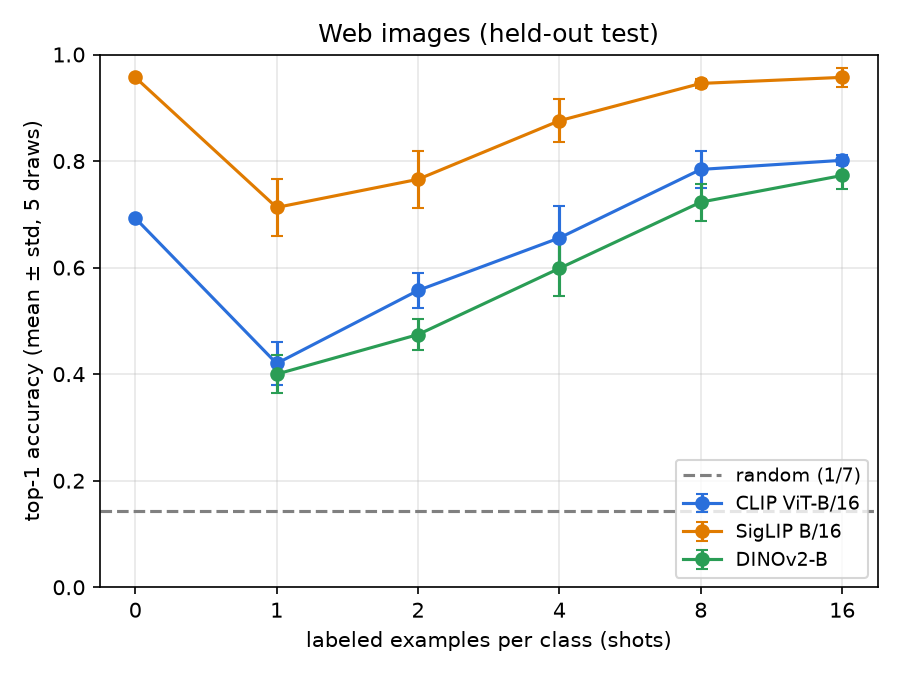 Web images (held-out test)
top-1 accuracy (mean ± std, 5 draws)
1.0
0.8
0.6
0.4
0.2
0.0
random (1/7)
CLIP ViT-B/16
SigLIP B/16
DINOv2-B
0 1 2 4 8 16
labeled examples per class (shots)